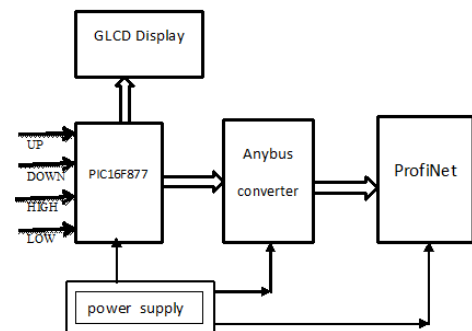 GLCD Display
UP
DOWN
HIGH
LOW
PIC16F877
Anybus
converter
ProfiNet
power supply